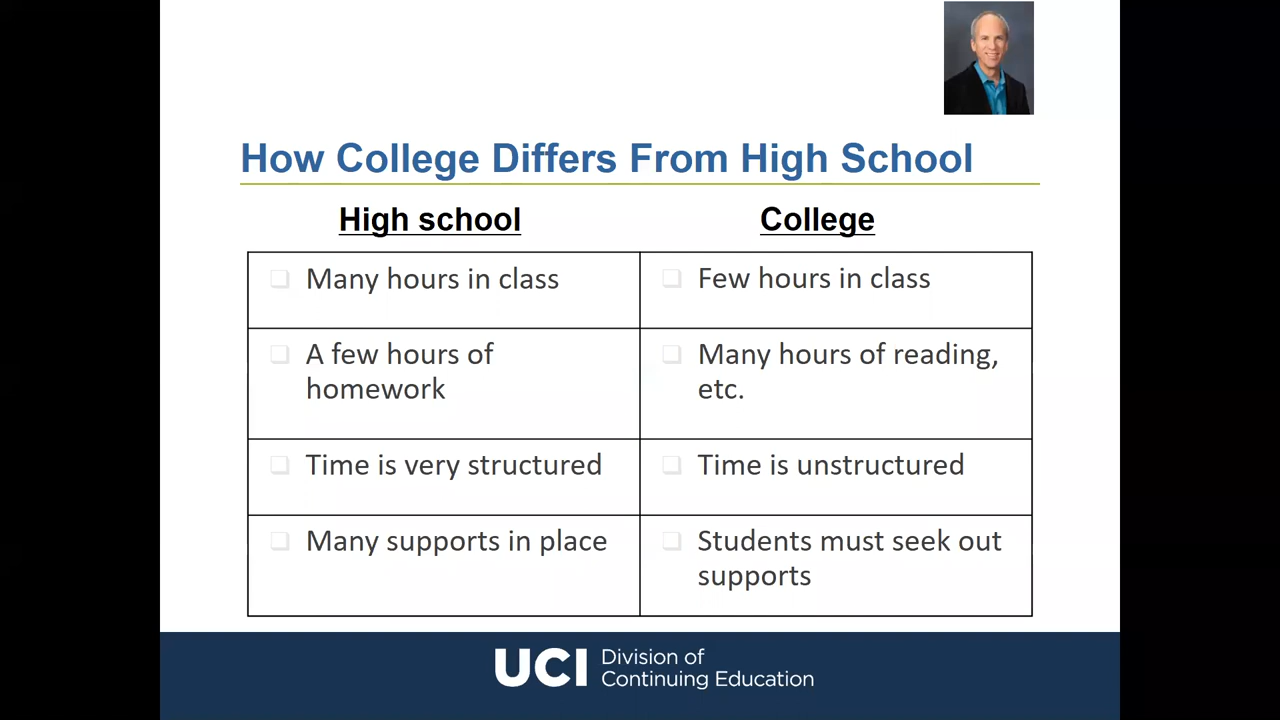 How College Differs From High School
High school
College
Many hours in class
Few hours in class
A few hours of
homework
Many hours of reading,
etc.
Time is very structured
Time is unstructured
Many supports in place
Students must seek out
supports
UCI
Division of
Continuing Education